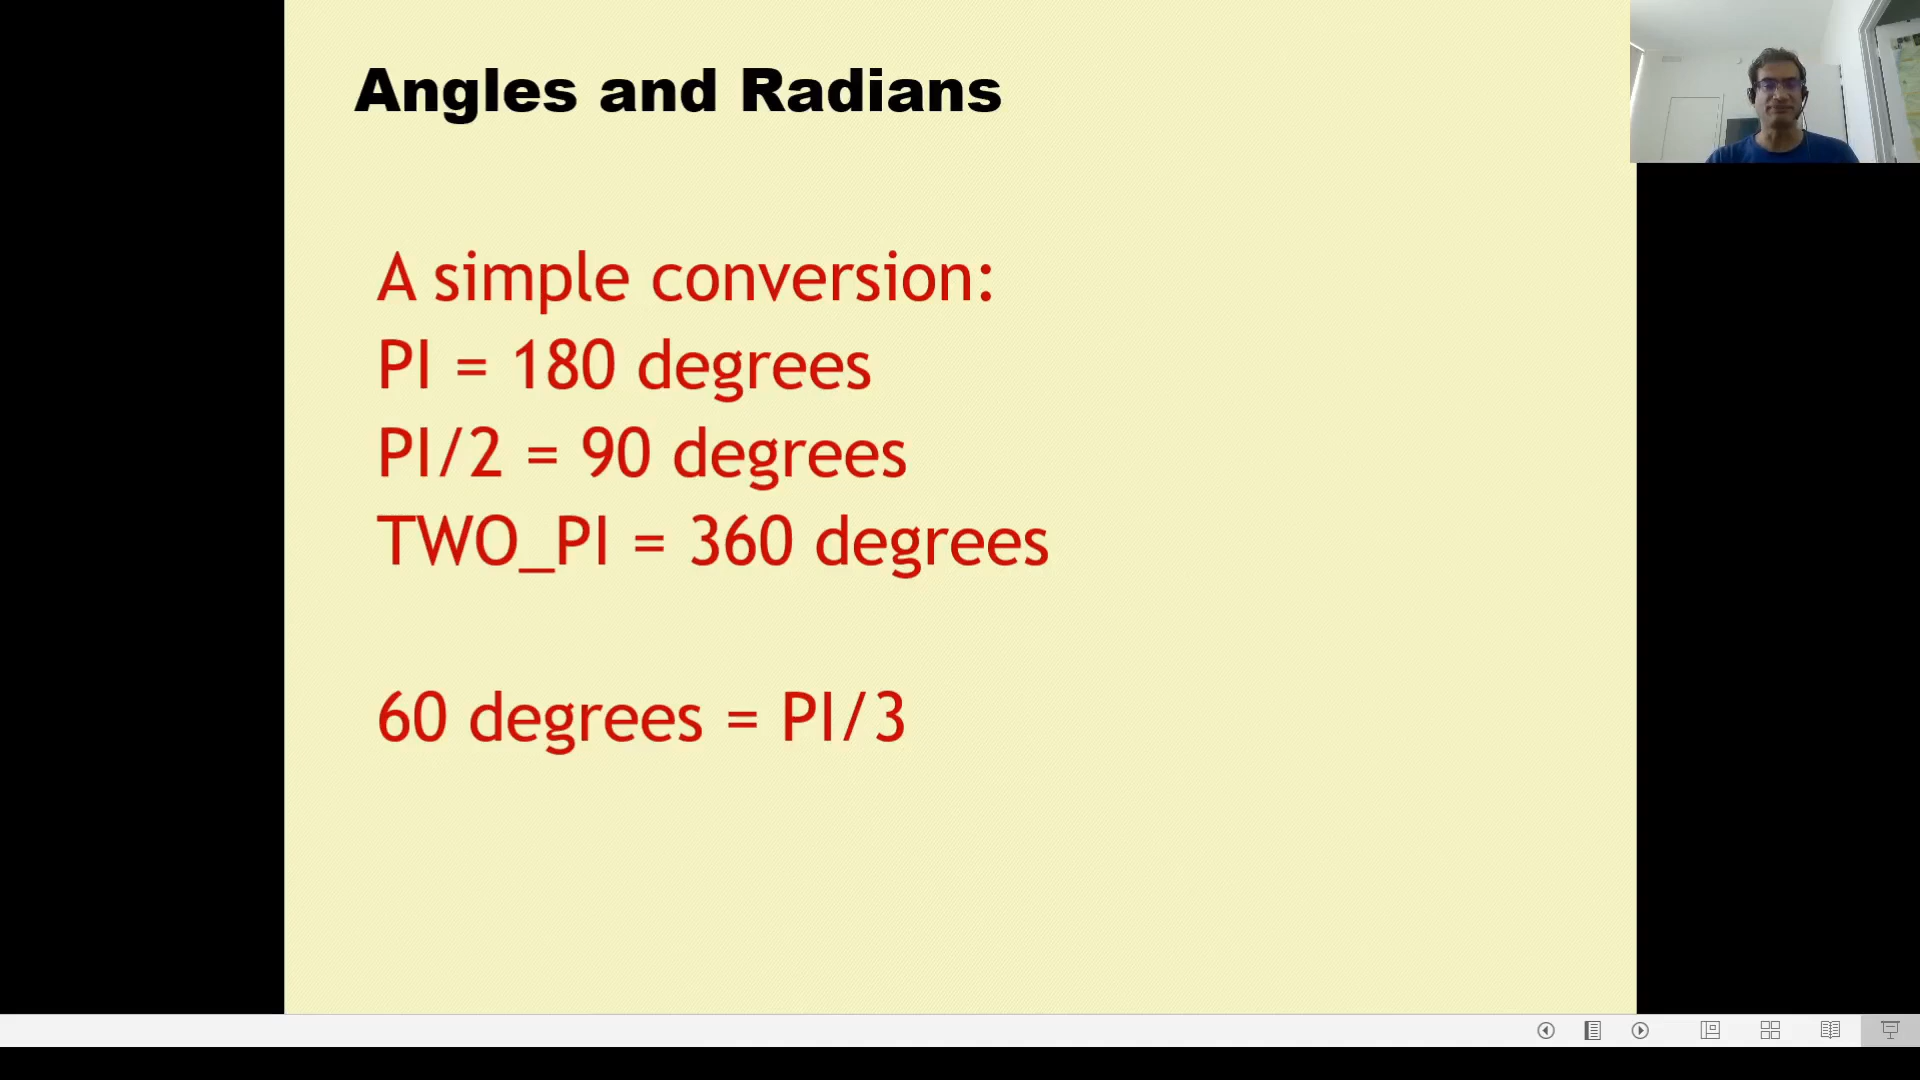 Angles and Radians
A simple conversion:
PI = 180 degrees
PI/2 = 90 degrees
TWO_PI = 360 degrees
60 degrees = PI/3